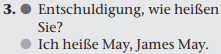 3. ● Entschuldigung, wie heißen
Sie?
● Ich heiße May, James May.